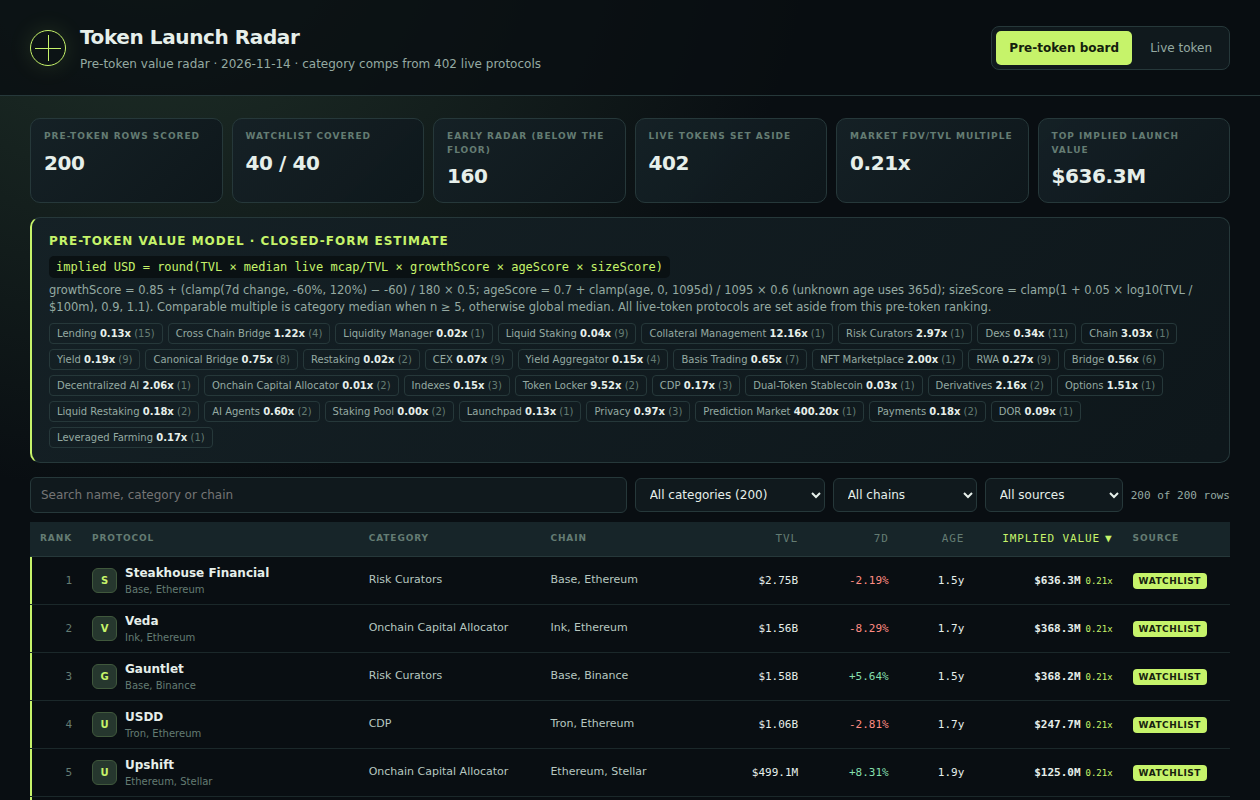 Token Launch Radar
Pre-token value radar · 2026-11-14 · category comps from 402 live protocols
Pre-token board
Live token
PRE-TOKEN ROWS SCORED
200
WATCHLIST COVERED
40 / 40
EARLY RADAR (BELOW THE
FLOOR)
160
LIVE TOKENS SET ASIDE
402
MARKET FDV/TVL MULTIPLE
0.21x
TOP IMPLIED LAUNCH
VALUE
$636.3M
PRE-TOKEN VALUE MODEL · CLOSED-FORM ESTIMATE
implied USD = round(TVL × median live mcap/TVL × growthScore × ageScore × sizeScore)
growthScore = 0.85 + (clamp(7d change, -60%, 120%) − -60) / 180 × 0.5; ageScore = 0.7 + clamp(age, 0, 1095d) / 1095 × 0.6 (unknown age uses 365d); sizeScore = clamp(1 + 0.05 × log10(TVL /
$100m), 0.9, 1.1). Comparable multiple is category median when n ≥ 5, otherwise global median. All live-token protocols are set aside from this pre-token ranking.
Lending 0.13x (15) Cross Chain Bridge 1.22x (4) Liquidity Manager 0.02x (1) Liquid Staking 0.04x (9) Collateral Management 12.16x (1) Risk Curators 2.97x (1) Dexs 0.34x (11) Chain 3.03x (1)
Yield 0.19x (9) Canonical Bridge 0.75x (8) Restaking 0.02x (2) CEX 0.07x (9) Yield Aggregator 0.15x (4) Basis Trading 0.65x (7) NFT Marketplace 2.00x (1) RWA 0.27x (9) Bridge 0.56x (6)
Decentralized AI 2.06x (1) Onchain Capital Allocator 0.01x (2) Indexes 0.15x (3) Token Locker 9.52x (2) CDP 0.17x (3) Dual-Token Stablecoin 0.03x (1) Derivatives 2.16x (2) Options 1.51x (1)
Liquid Restaking 0.18x (2) AI Agents 0.60x (2) Staking Pool 0.00x (2) Launchpad 0.13x (1) Privacy 0.97x (3) Prediction Market 400.20x (1) Payments 0.18x (2) DOR 0.09x (1)
Leveraged Farming 0.17x (1)
Search name, category or chain
All categories (200)
All chains
All sources
200 of 200 rows
RANK PROTOCOL CATEGORY CHAIN TVL 7D AGE IMPLIED VALUE ▼ SOURCE
1 S Steakhouse Financial Risk Curators Base, Ethereum $2.75B -2.19% 1.5y $636.3M 0.21x WATCHLIST
Base, Ethereum
2 V Veda Onchain Capital Allocator Ink, Ethereum $1.56B -8.29% 1.7y $368.3M 0.21x WATCHLIST
Ink, Ethereum
3 G Gauntlet Risk Curators Base, Binance $1.58B +5.64% 1.5y $368.2M 0.21x WATCHLIST
Base, Binance
4 U USDD CDP Tron, Ethereum $1.06B -2.81% 1.7y $247.7M 0.21x WATCHLIST
Tron, Ethereum
5 U Upshift Onchain Capital Allocator Ethereum, Stellar $499.1M +8.31% 1.9y $125.0M 0.21x WATCHLIST
Ethereum, Stellar